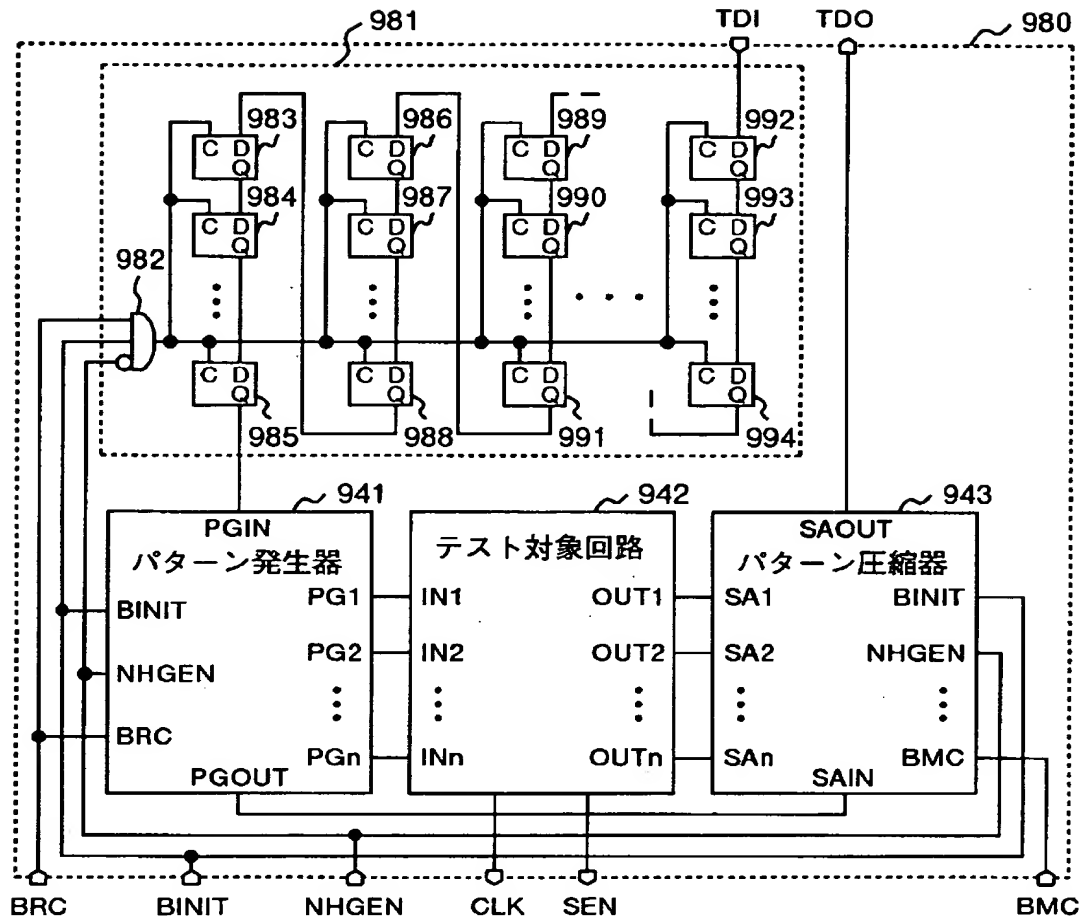 TDI TDO
981 980
983 986 989 992
C D C D C D C D
Q Q Q Q
984 987 990 993
C D C D C D C D
Q Q Q Q
982
C D C D C D C D
Q Q Q Q
985 988 991 994
941 942 943
PGIN SAOUT
パターン発生器 テスト対象回路 パターン圧縮器
PG1 IN1 OUT1 SA1 BINIT
BINIT
PG2 IN2 OUT2 SA2 NHGEN
NHGEN
BRC
PGn INn OUTn SAn BMC
PGOUT SAIN
BRC BINIT NHGEN CLK SEN BMC